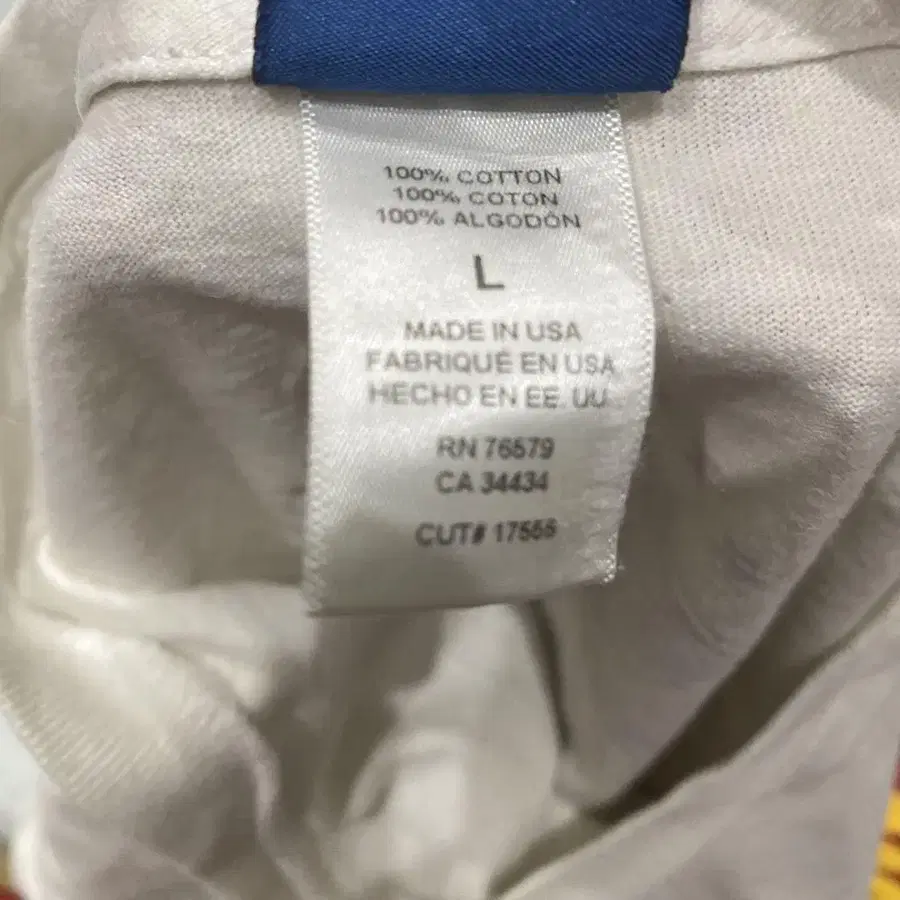 100% COTTON
100% COTON
100% ALGODÓN
L
MADE IN USA
FABRIQUÉ EN USA
HECHO EN EE. UU.
RN 76579
CA 34434
CUT# 17555